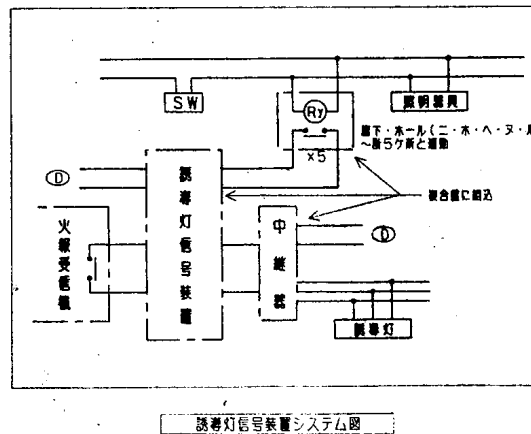 SW
Ry
照明器具
×5
廊下・ホール(ニ・ホ・ヘ・ヌ・ル)
~断5ケ所と連動
D
誘導灯信号装置
複合盤に組込
火報受信機
中継器
D
誘導灯
誘導灯信号装置システム図